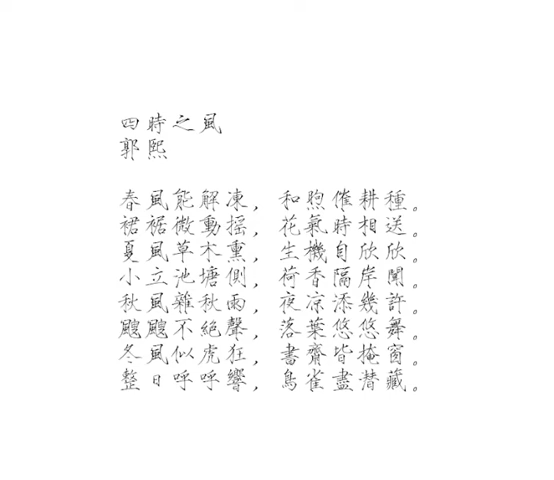 四時之風
郭熙
春風能解凍，和煦催耕種。
裙裾微動搖，花氣時相送。
夏風草木熏，生機自欣欣。
小立池塘側，荷香隔岸聞。
秋風雜秋雨，夜涼添幾許。
颼颼不絕聲，落葉悠悠舞。
冬風似虎狂，書齋皆掩窗。
整日呼呼響，鳥雀盡潛藏。